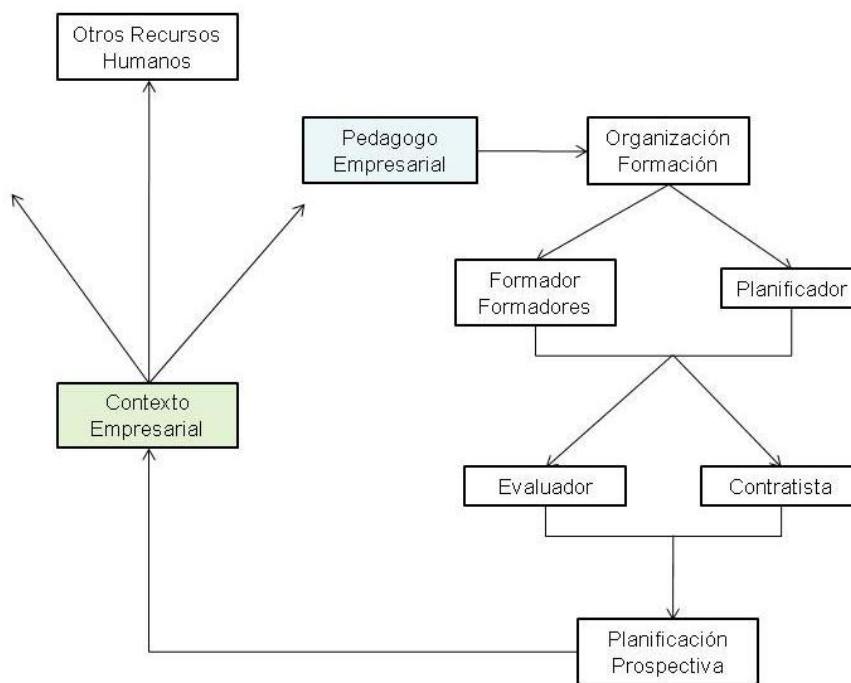 Otros Recursos
Humanos
Pedagogo
Empresarial
Organización
Formación
Formador
Formadores
Planificador
Contexto
Empresarial
Evaluador
Contratista
Planificación
Prospectiva